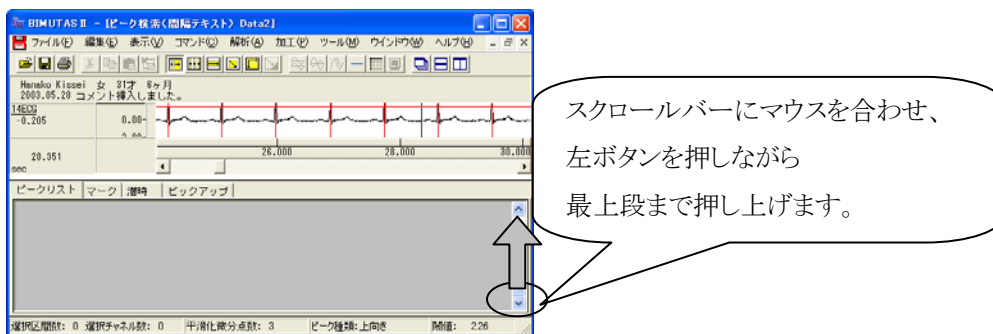 BIMUTASⅡ - [ピーク検索(間隔テキスト) Data2]
ファイル(F) 編集(E) 表示(V) コマンド(C) 解析(A) 加工(P) ツール(M) ウインドウ(W) ヘルプ(H)
Hanako Kissei 女 31才 6ヶ月
2003.05.28 コメント挿入しました。
14ECG
-0.205 0.00-
28.351 26.000 28.000 30.000
sec
ピークリスト マーク 潜時 ピックアップ
選択区間数: 0 選択チャネル数: 0 平滑化微分点数: 3 ピーク種類: 上向き 閾値: 2.26
スクロールバーにマウスを合わせ、
左ボタンを押しながら
最上段まで押し上げます。